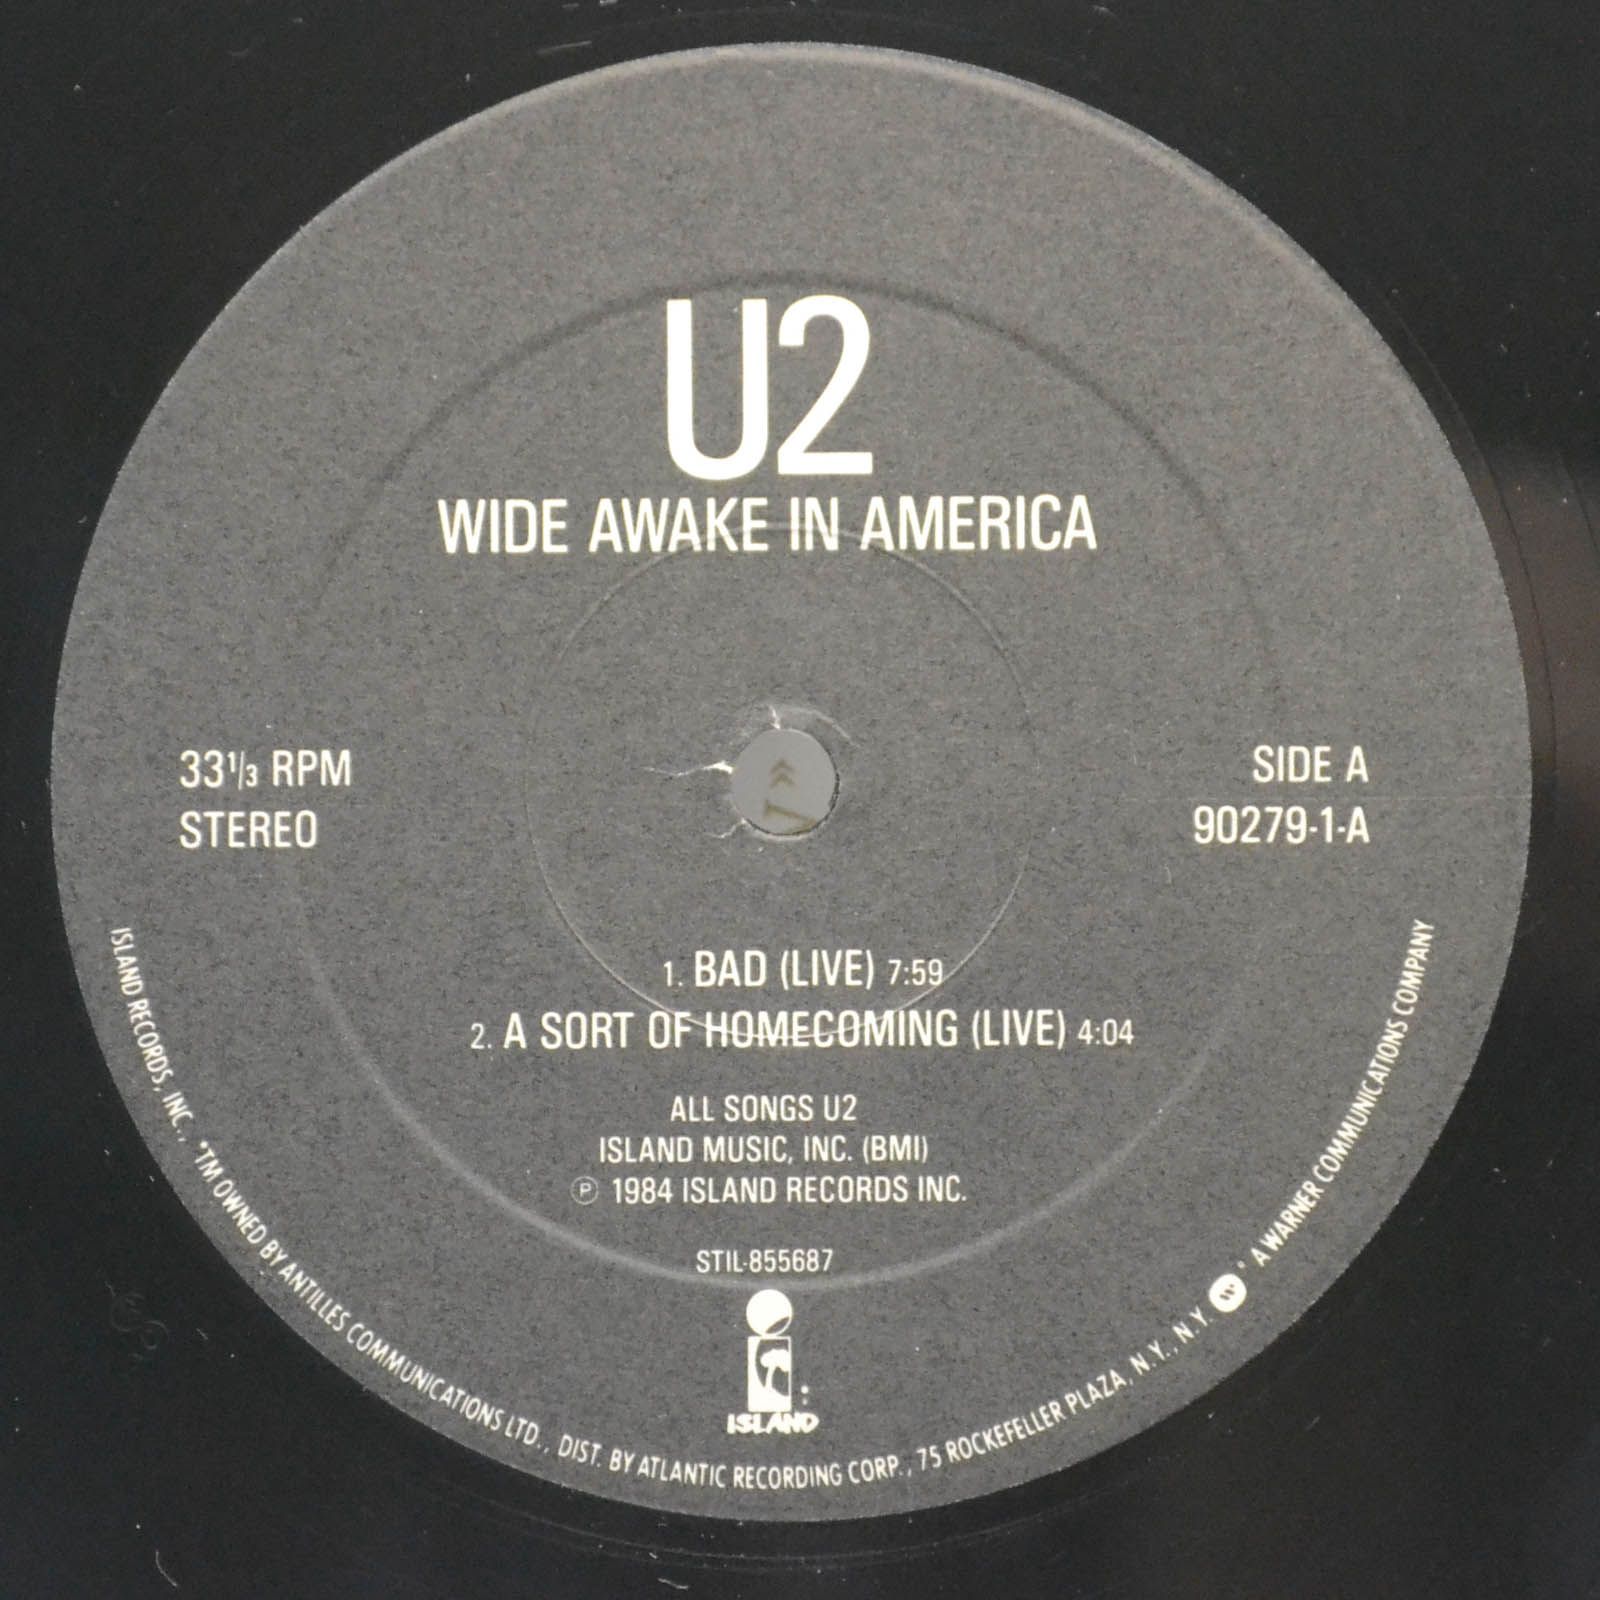 U2
WIDE AWAKE IN AMERICA
33⅓ RPM
STEREO
SIDE A
90279-1-A
1. BAD (LIVE) 7:59
2. A SORT OF HOMECOMING (LIVE) 4:04
ALL SONGS U2
ISLAND MUSIC, INC. (BMI)
℗ 1984 ISLAND RECORDS INC.
STIL-855687
ISLAND
ISLAND RECORDS, INC., *TM OWNED BY ANTILLES COMMUNICATIONS LTD., DIST. BY ATLANTIC RECORDING CORP., 75 ROCKEFELLER PLAZA, N.Y., N.Y. ° A WARNER COMMUNICATIONS COMPANY